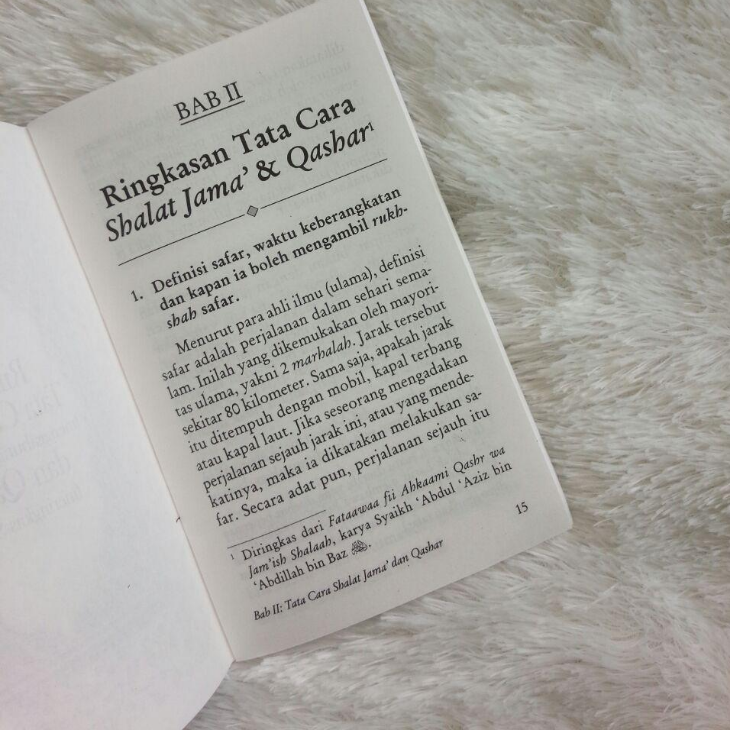 BAB II
Ringkasan Tata Cara
Shalat Jama’ & Qashar¹
1. Definisi safar, waktu keberangkatan
dan kapan ia boleh mengambil rukh-
shah safar.
Menurut para ahli ilmu (ulama), definisi
safar adalah perjalanan dalam sehari sema-
lam. Inilah yang dikemukakan oleh mayori-
tas ulama, yakni 2 marhalah. Jarak tersebut
sekitar 80 kilometer. Sama saja, apakah jarak
itu ditempuh dengan mobil, kapal terbang
atau kapal laut. Jika seseorang mengadakan
perjalanan sejauh jarak ini, atau yang mende-
katinya, maka ia dikatakan melakukan sa-
far. Secara adat pun, perjalanan sejauh itu
¹ Diringkas dari Fataawaa fii Ahkaami Qashr wa
Jam’ish Shalaah, karya Syaikh ‘Abdul ‘Aziz bin
‘Abdillah bin Baz .
Bab II: Tata Cara Shalat Jama’ dan Qashar
15